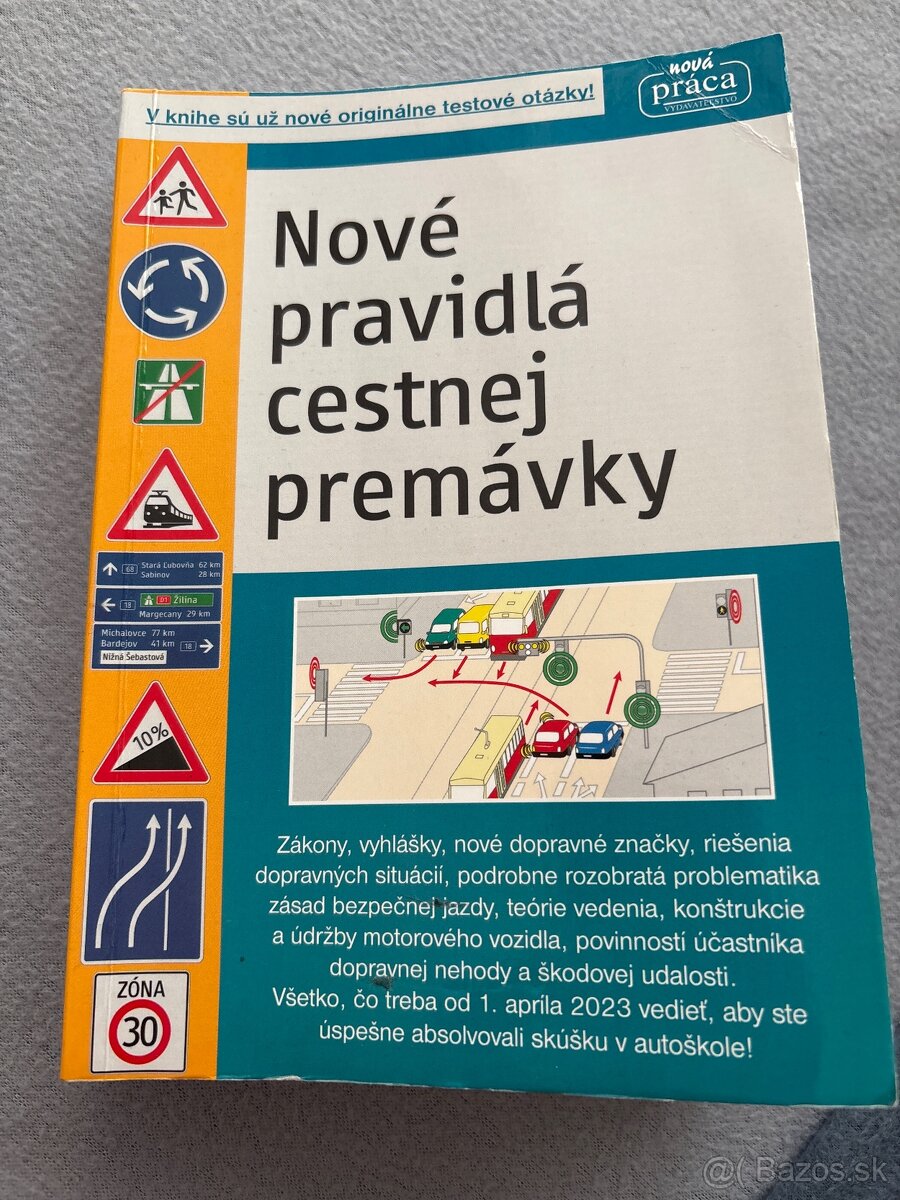 V knihe sú už nové originálne testové otázky!
nová
práca
VYDAVATEĽSTVO
Nové
pravidlá
cestnej
premávky
68 Stará Ľubovňa 62 km
Sabinov 28 km
18 D1 Žilina
Margecany 29 km
Michalovce 77 km
Bardejov 41 km 18
Nižná Šebastová
10%
ZÓNA
30
Zákony, vyhlášky, nové dopravné značky, riešenia
dopravných situácií, podrobne rozobratá problematika
zásad bezpečnej jazdy, teórie vedenia, konštrukcie
a údržby motorového vozidla, povinností účastníka
dopravnej nehody a škodovej udalosti.
Všetko, čo treba od 1. apríla 2023 vedieť, aby ste
úspešne absolvovali skúšku v autoškole!
@( Bazos.sk